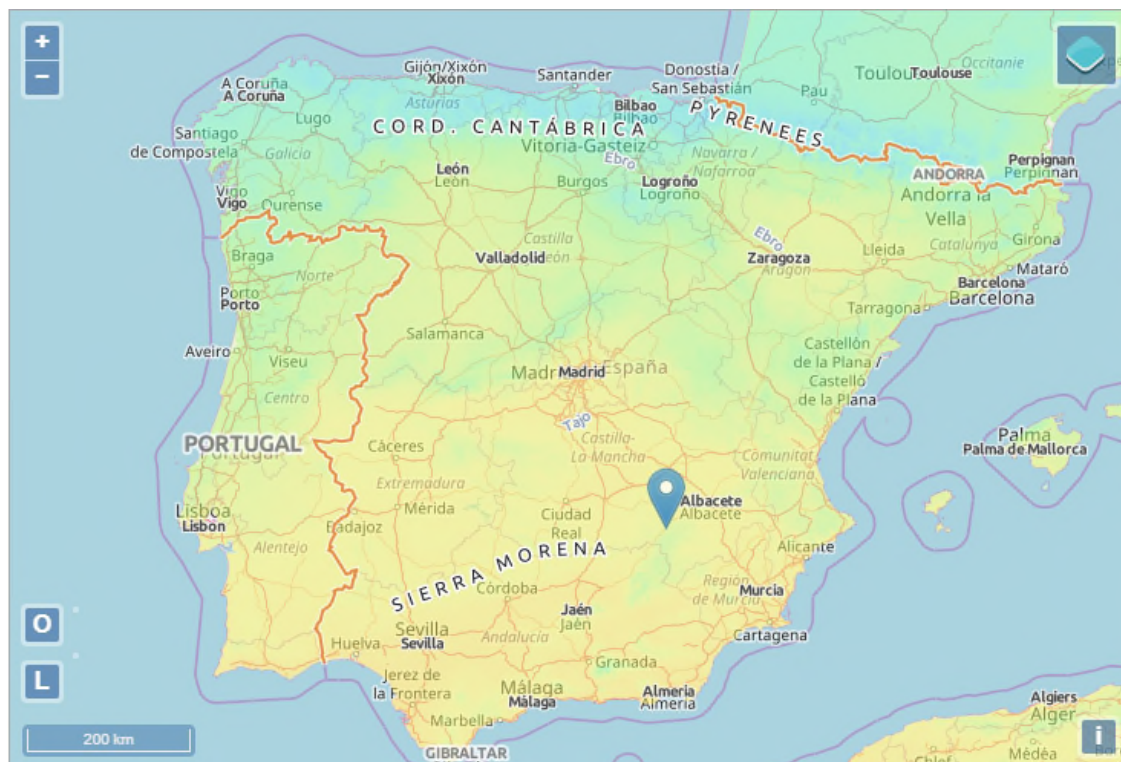 +
−
Gijón/Xixón
Xixón
A Coruña
A Coruña
Santander
Donostia /
San Sebastián
Toulouse
Occitanie
Asturias
Bilbao
Bilbao
Pau
Lugo
CORD. CANTÁBRICA
PYRENEES
Santiago
de Compostela
Galicia
Vitoria-Gasteiz
Ebro
Navarra /
Nafarroa
Perpignan
Perpignan
León
León
Burgos
Logroño
Logroño
ANDORRA
Andorra la
Vella
Vigo
Vigo
Ourense
Braga
Norte
Castilla
León
Valladolid
Ebro
Zaragoza
Aragón
Lleida
Catalunya
Girona
Mataró
Barcelona
Barcelona
Porto
Porto
Tarragona
Salamanca
Aveiro
Viseu
Castellón
de la Plana /
Castelló
de la Plana
Madrid
España
Centro
Tajo
PORTUGAL
Portugal
Cáceres
Castilla-
La Mancha
Comunitat
Valenciana
Palma
Palma de Mallorca
Extremadura
Mérida
Albacete
Albacete
Lisboa
Lisbon
Badajoz
Ciudad
Real
Alentejo
SIERRA MORENA
Alicante
Región
de Murcia
Murcia
Córdoba
Jaén
Jaén
O
Cartagena
Huelva
Sevilla
Sevilla
Andalucía
Granada
L
Jerez de
la Frontera
Málaga
Málaga
Almeria
Almería
Algiers
Alger
Marbella
200 km
GIBRALTAR
Médéa
i